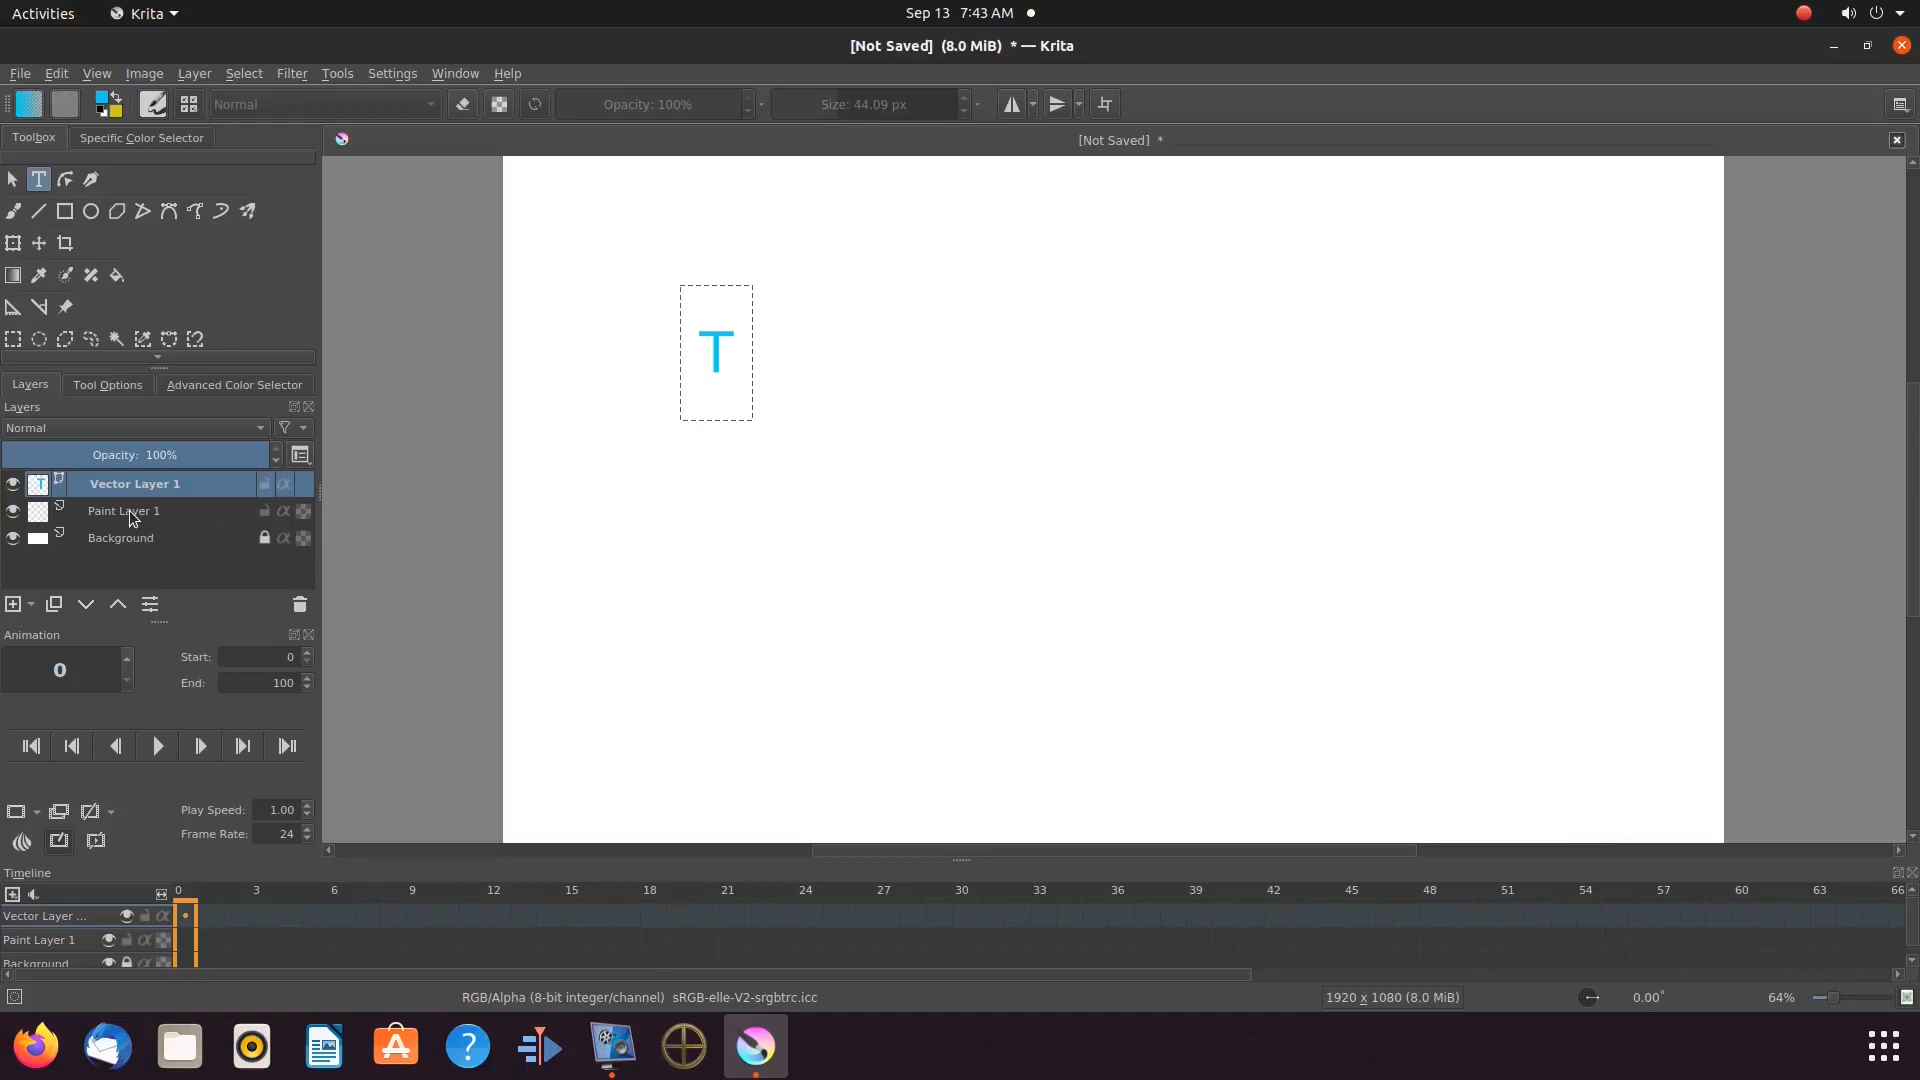 Activities Krita Sep 13 7:43 AM
[Not Saved] (8.0 MiB) * — Krita
File Edit View Image Layer Select Filter Tools Settings Window Help
Normal Opacity: 100% Size: 44.09 px
Toolbox Specific Color Selector
[Not Saved] *
T
Layers Tool Options Advanced Color Selector
Layers
Normal
Opacity: 100%
Vector Layer 1
Paint Layer 1
Background
Animation
0 Start: 0
End: 100
Play Speed: 1.00
Frame Rate: 24
Timeline
0 3 6 9 12 15 18 21 24 27 30 33 36 39 42 45 48 51 54 57 60 63 66
Vector Layer ...
Paint Layer 1
Background
RGB/Alpha (8-bit integer/channel) sRGB-elle-V2-srgbtrc.icc 1920 x 1080 (8.0 MiB) 0.00° 64%